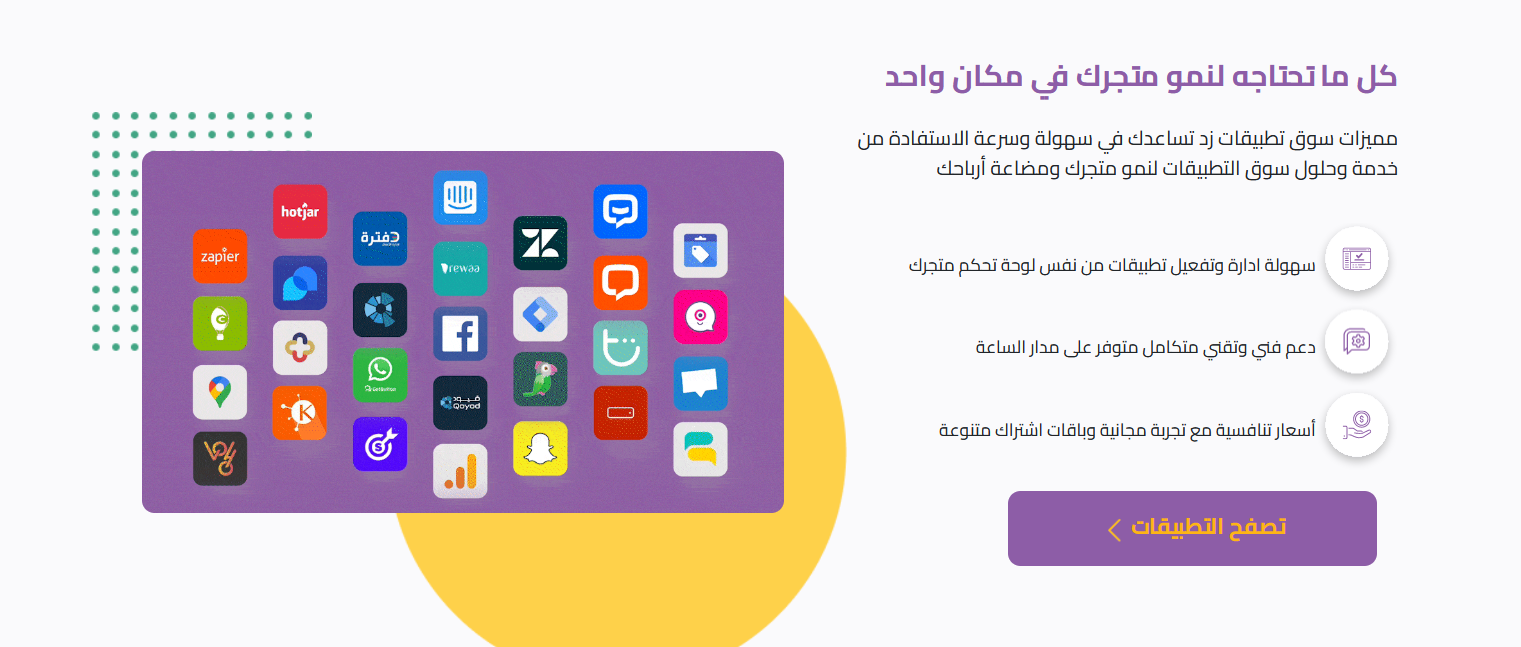 كل ما تحتاجه لنمو متجرك في مكان واحد
مميزات سوق تطبيقات زد تساعدك في سهولة وسرعة الاستفادة من
خدمة وحلول سوق التطبيقات لنمو متجرك ومضاعة أرباحك
سهولة ادارة وتفعيل تطبيقات من نفس لوحة تحكم متجرك
دعم فني وتقني متكامل متوفر على مدار الساعة
أسعار تنافسية مع تجربة مجانية وباقات اشتراك متنوعة
تصفح التطبيقات
hotjar
دفترة
zapier
rewaa
قيود
Qoyod